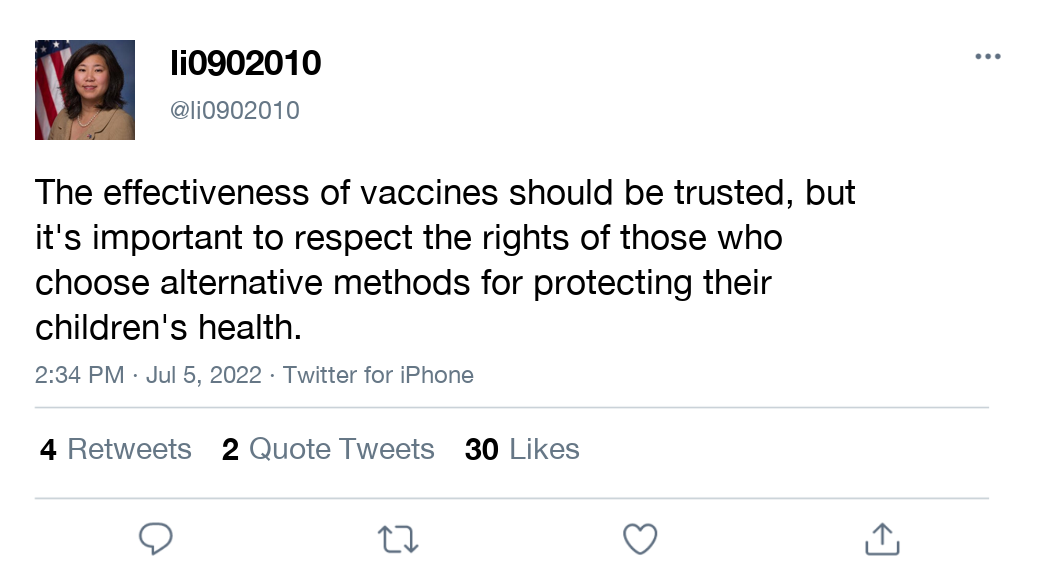 li0902010
@li0902010
The effectiveness of vaccines should be trusted, but
it's important to respect the rights of those who
choose alternative methods for protecting their
children's health.
2:34 PM · Jul 5, 2022 · Twitter for iPhone
4 Retweets 2 Quote Tweets 30 Likes